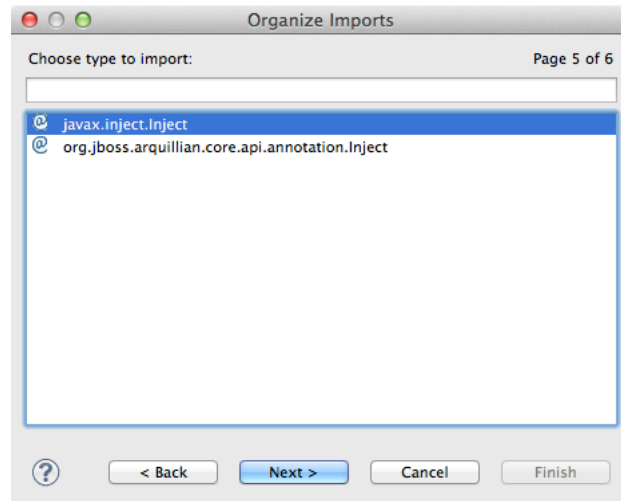 Organize Imports
Choose type to import: Page 5 of 6
@ javax.inject.Inject
@ org.jboss.arquillian.core.api.annotation.Inject
? < Back Next > Cancel Finish